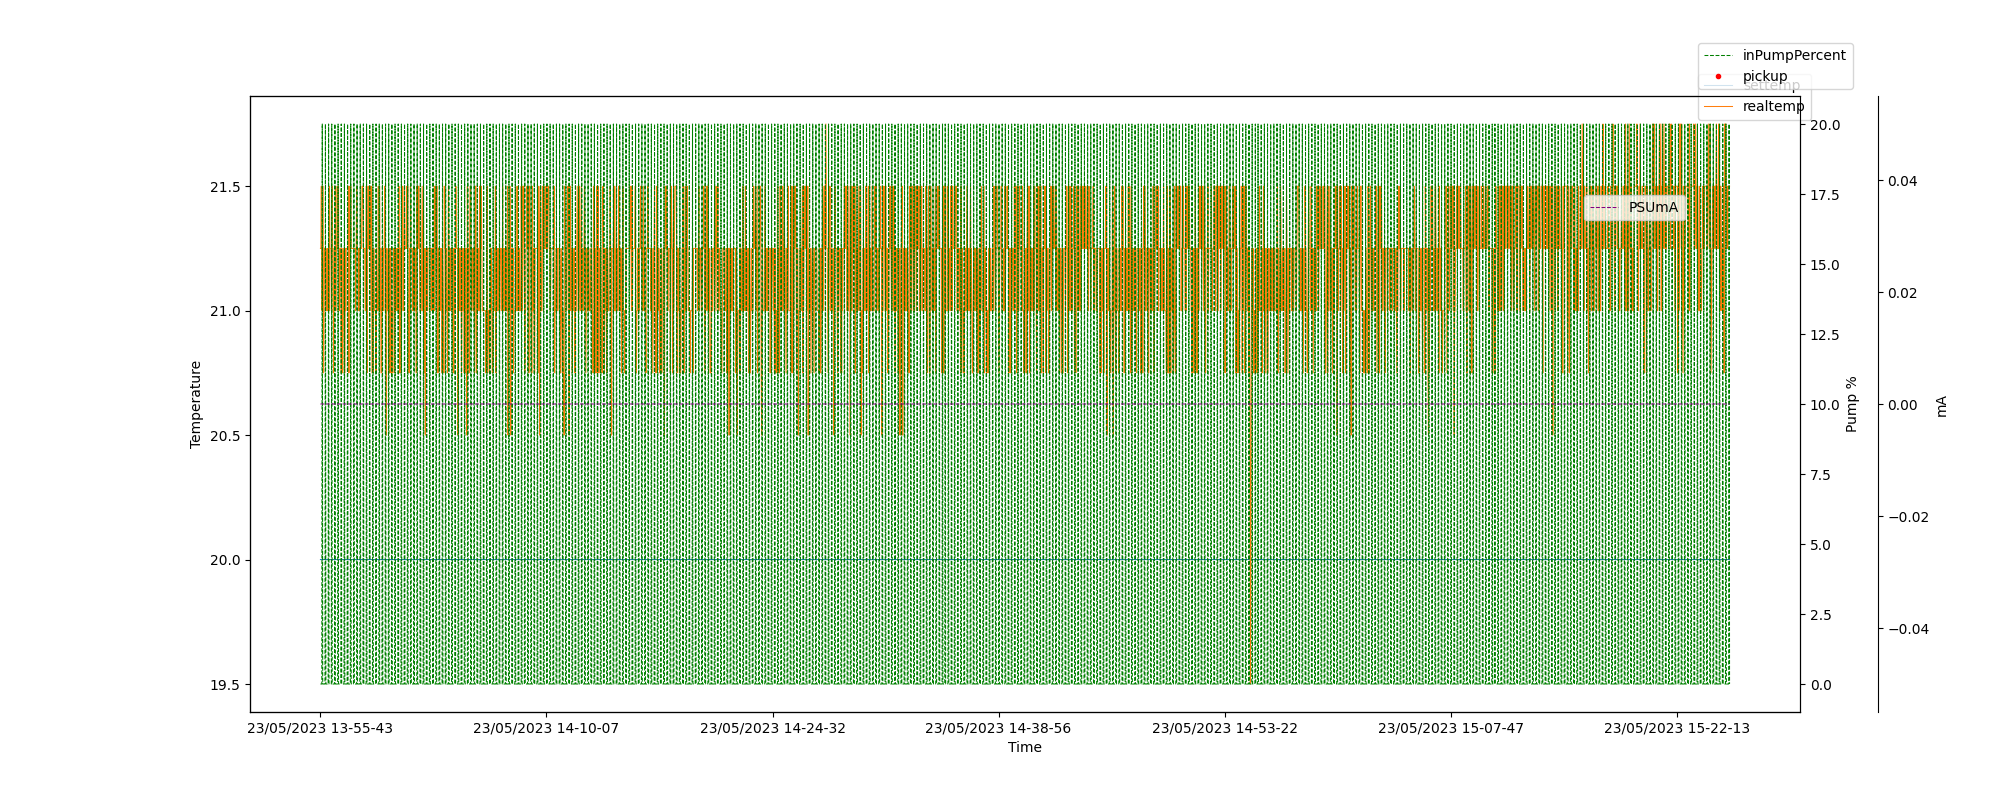 inPumpPercent
pickup
settemp
realtemp
PSUmA
21.5
21.0
20.5
20.0
19.5
Temperature
20.0
17.5
15.0
12.5
10.0
7.5
5.0
2.5
0.0
Pump %
0.04
0.02
0.00
−0.02
−0.04
mA
23/05/2023 13-55-43
23/05/2023 14-10-07
23/05/2023 14-24-32
23/05/2023 14-38-56
23/05/2023 14-53-22
23/05/2023 15-07-47
23/05/2023 15-22-13
Time